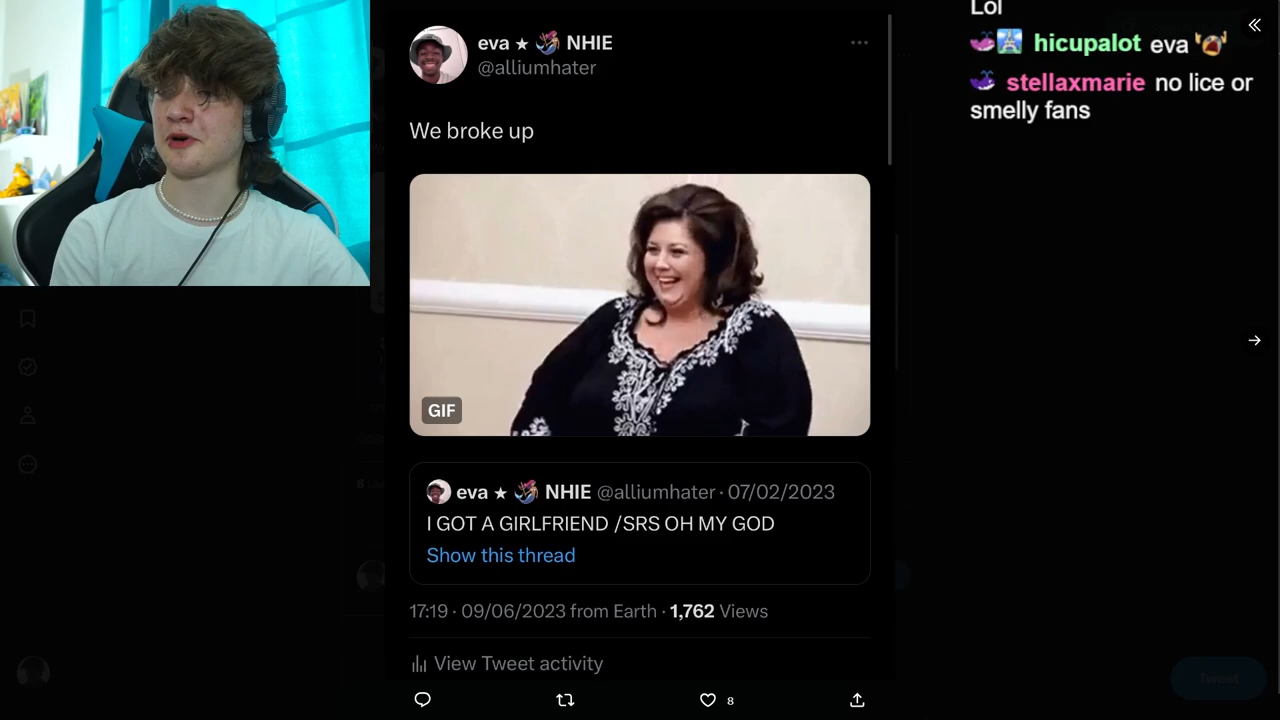 eva ★ NHIE
@alliumhater
We broke up
GIF
eva ★ NHIE @alliumhater · 07/02/2023
I GOT A GIRLFRIEND /SRS OH MY GOD
Show this thread
17:19 · 09/06/2023 from Earth · 1,762 Views
View Tweet activity
8
Lol
hicupalot eva
stellaxmarie no lice or
smelly fans
Tweet